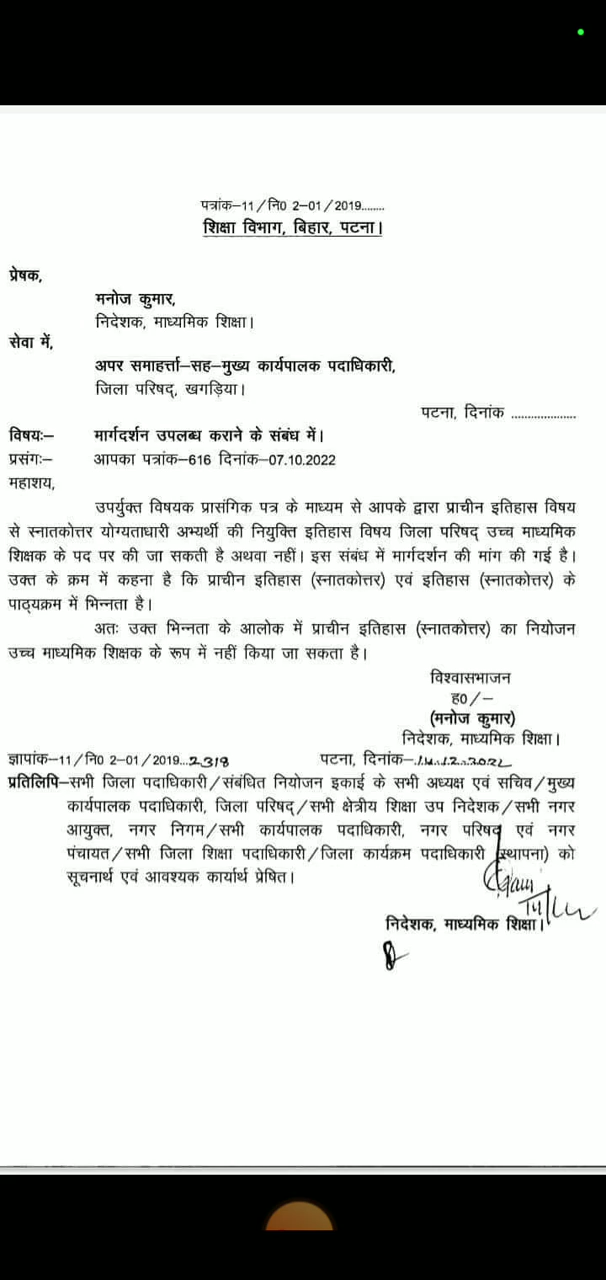 पत्रांक–11/नि0 2–01/2019........
शिक्षा विभाग, बिहार, पटना।
प्रेषक,
मनोज कुमार,
निदेशक, माध्यमिक शिक्षा।
सेवा में,
अपर समाहर्त्ता–सह–मुख्य कार्यपालक पदाधिकारी,
जिला परिषद्, खगड़िया।
पटना, दिनांक ....................
विषयः– मार्गदर्शन उपलब्ध कराने के संबंध में।
प्रसंगः– आपका पत्रांक–616 दिनांक–07.10.2022
महाशय,
उपर्युक्त विषयक प्रासंगिक पत्र के माध्यम से आपके द्वारा प्राचीन इतिहास विषय
से स्नातकोत्तर योग्यताधारी अभ्यर्थी की नियुक्ति इतिहास विषय जिला परिषद् उच्च माध्यमिक
शिक्षक के पद पर की जा सकती है अथवा नहीं। इस संबंध में मार्गदर्शन की मांग की गई है।
उक्त के क्रम में कहना है कि प्राचीन इतिहास (स्नातकोत्तर) एवं इतिहास (स्नातकोत्तर) के
पाठ्यक्रम में भिन्नता है।
अतः उक्त भिन्नता के आलोक में प्राचीन इतिहास (स्नातकोत्तर) का नियोजन
उच्च माध्यमिक शिक्षक के रूप में नहीं किया जा सकता है।
विश्वासभाजन
ह0/–
(मनोज कुमार)
निदेशक, माध्यमिक शिक्षा।
ज्ञापांक–11/नि0 2–01/2019...2318 पटना, दिनांक–.14.12.2022
प्रतिलिपि–सभी जिला पदाधिकारी/संबंधित नियोजन इकाई के सभी अध्यक्ष एवं सचिव/मुख्य
कार्यपालक पदाधिकारी, जिला परिषद्/सभी क्षेत्रीय शिक्षा उप निदेशक/सभी नगर
आयुक्त, नगर निगम/सभी कार्यपालक पदाधिकारी, नगर परिषद एवं नगर
पंचायत/सभी जिला शिक्षा पदाधिकारी/जिला कार्यक्रम पदाधिकारी (स्थापना) को
सूचनार्थ एवं आवश्यक कार्यार्थ प्रेषित।
निदेशक, माध्यमिक शिक्षा।